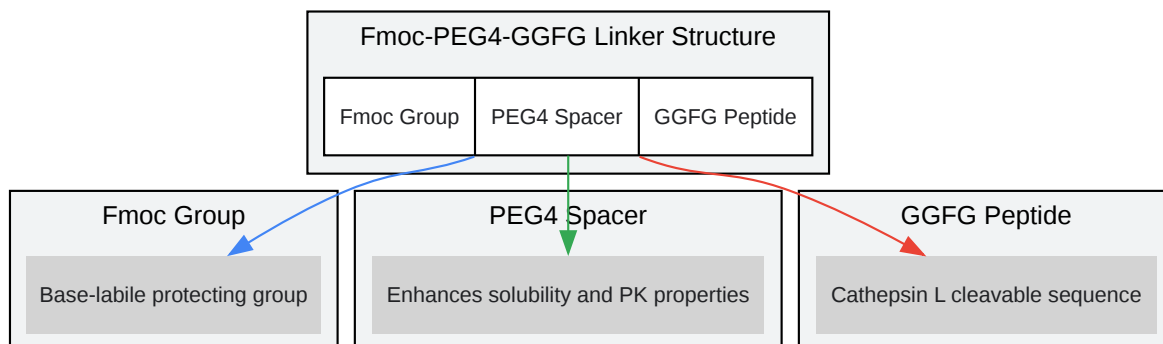 Fmoc-PEG4-GGFG Linker Structure
Fmoc Group
PEG4 Spacer
GGFG Peptide
Fmoc Group
PEG4 Spacer
GGFG Peptide
Base-labile protecting group
Enhances solubility and PK properties
Cathepsin L cleavable sequence